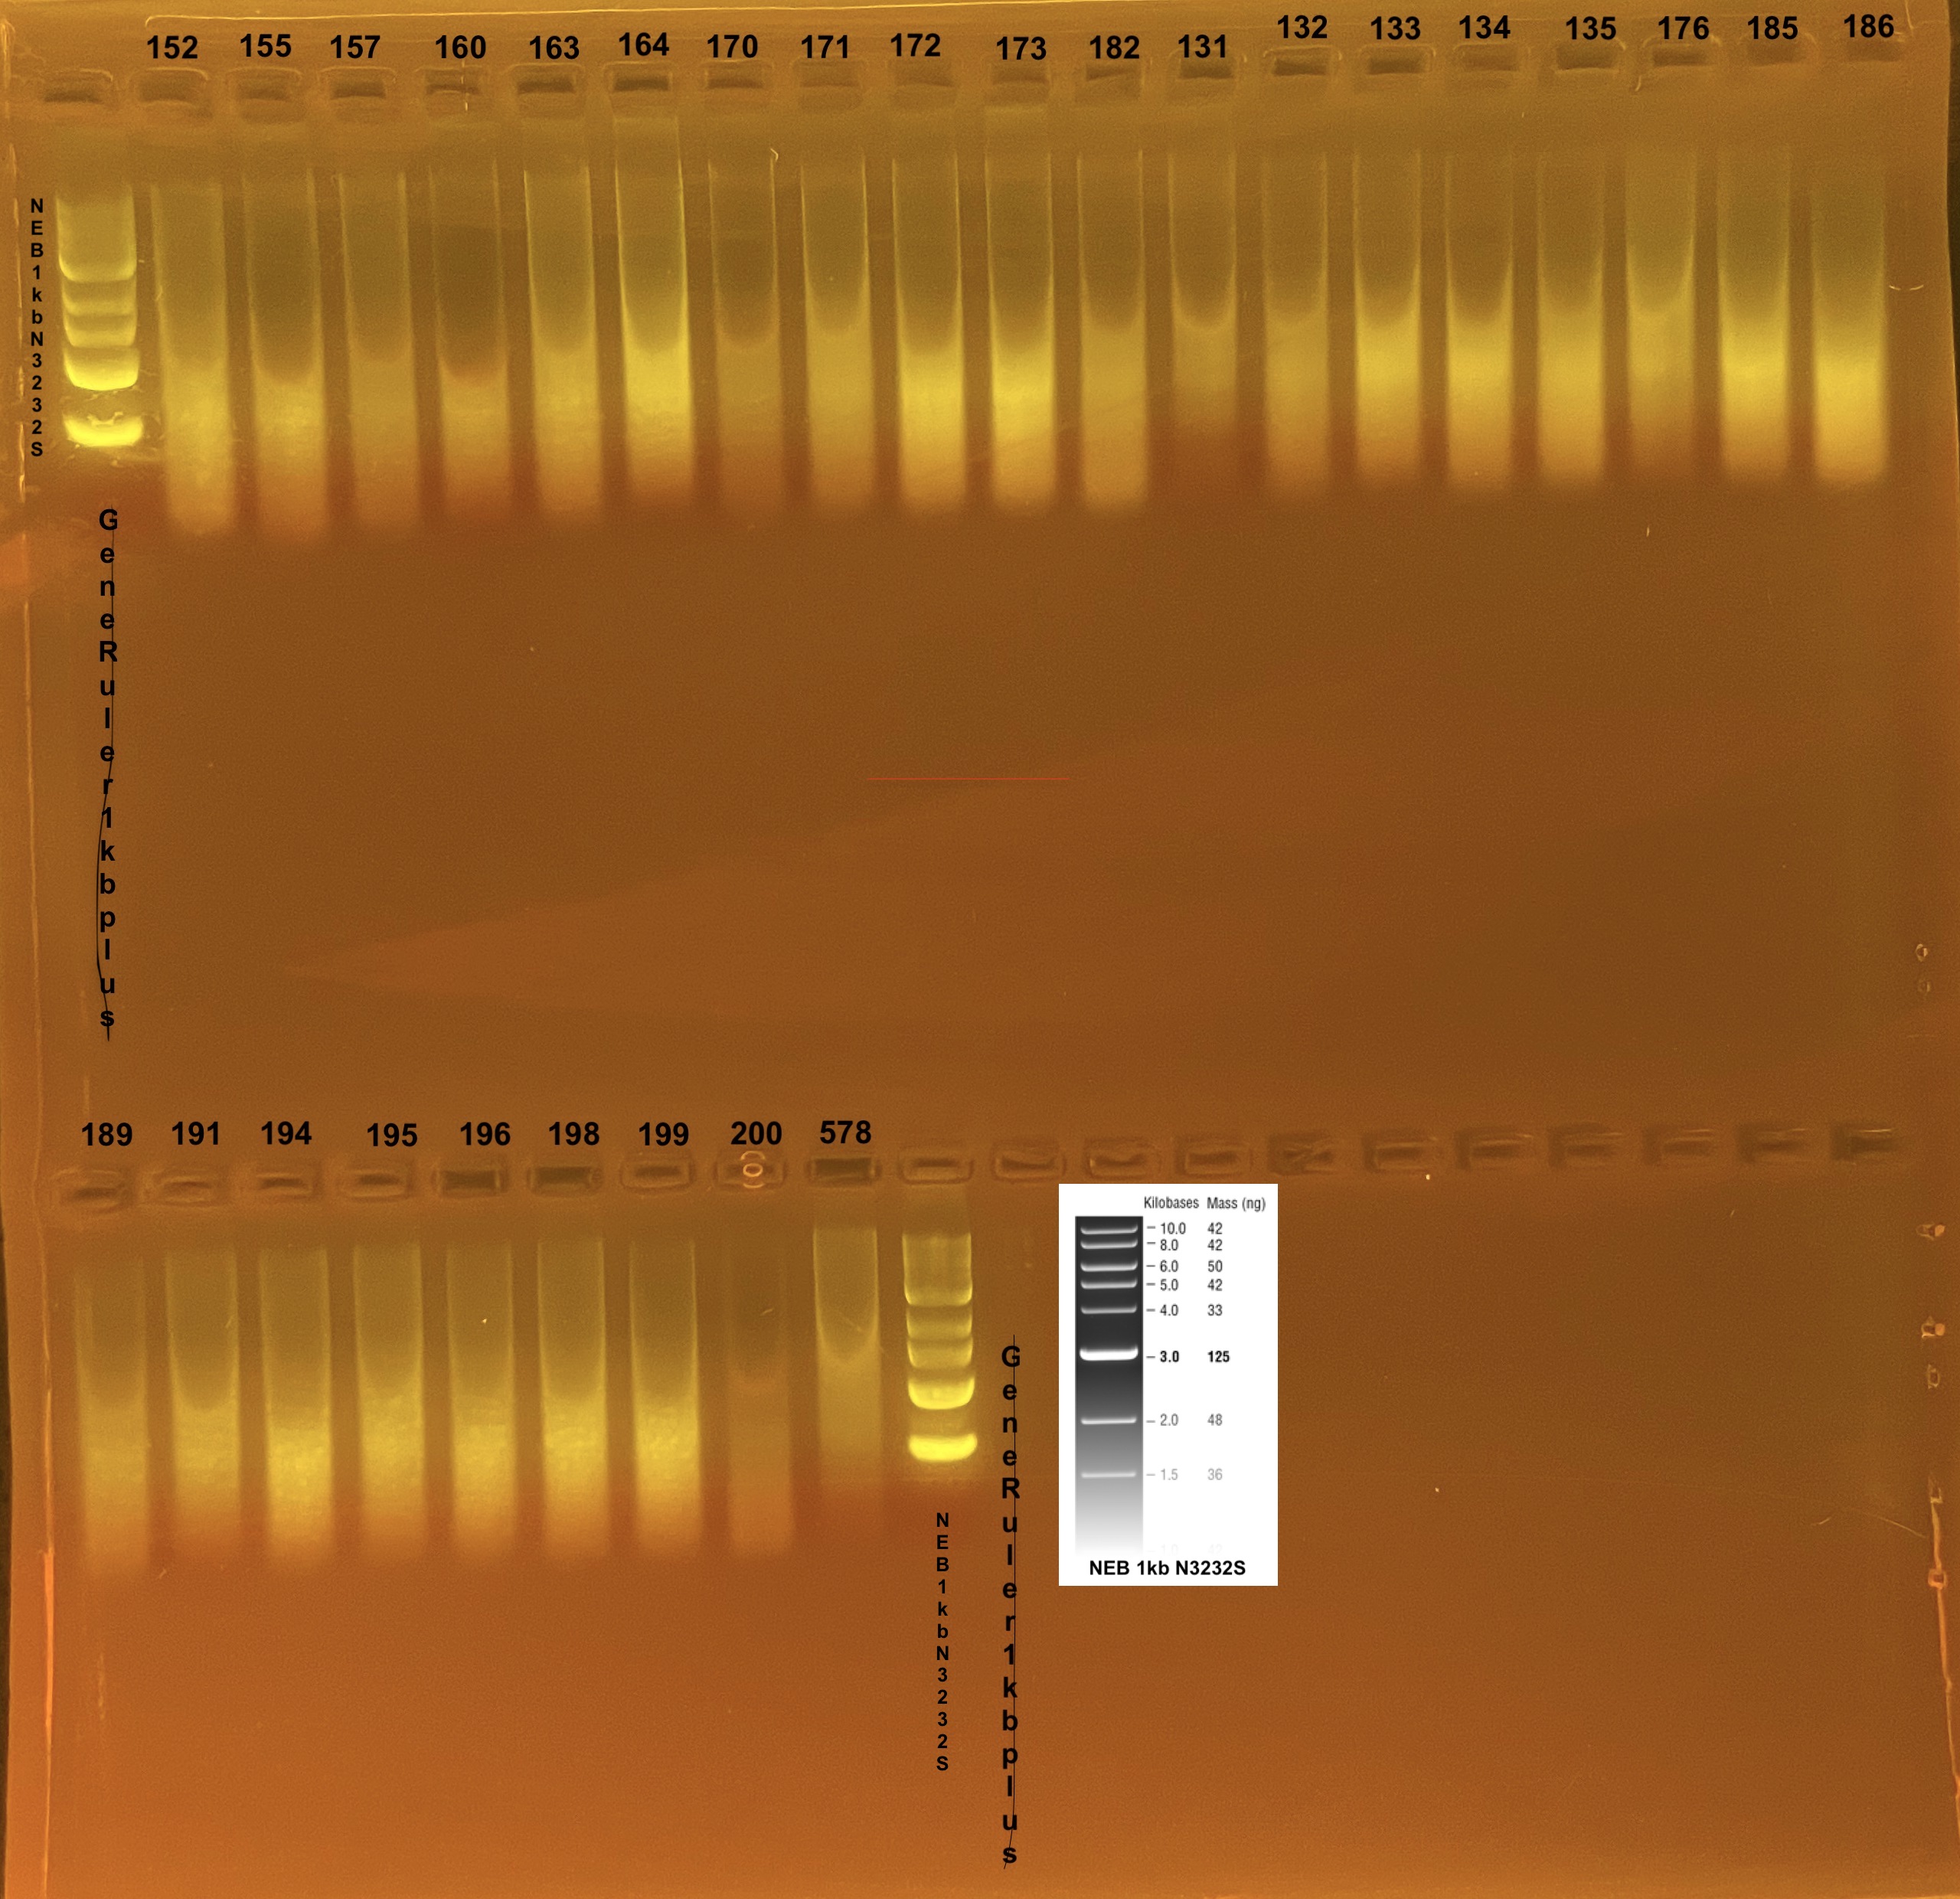 152 155 157 160 163 164 170 171 172 173 182 131 132 133 134 135 176 185 186
NEB1kbN3232S
GeneRuler1kbplus
189 191 194 195 196 198 199 200 578
Kilobases Mass (ng)
10.0 42
8.0 42
6.0 50
5.0 42
4.0 33
3.0 125
2.0 48
1.5 36
NEB 1kb N3232S
NEB1kbN3232S
GeneRuler1kbplus